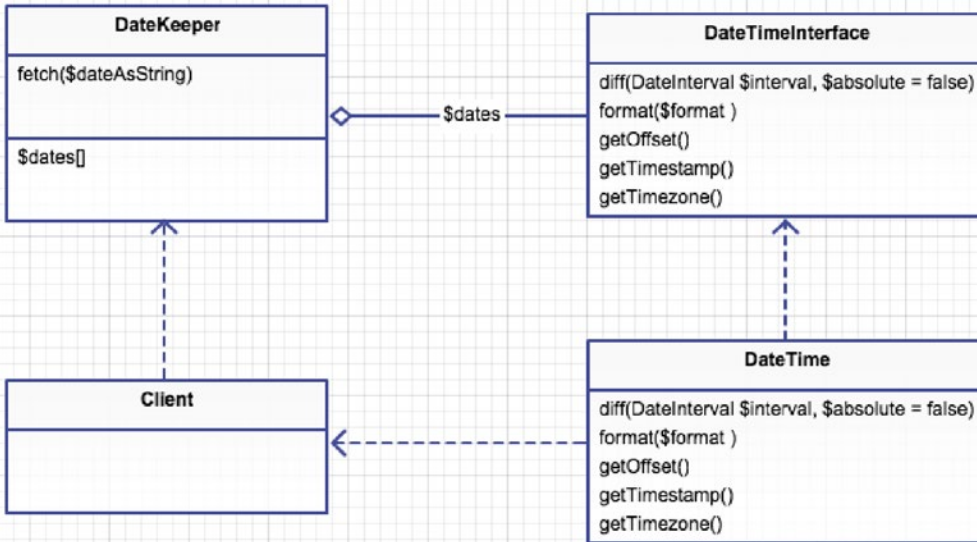 DateKeeper
fetch($dateAsString)
$dates[]
$dates
DateTimeInterface
diff(DateInterval $interval, $absolute = false)
format($format )
getOffset()
getTimestamp()
getTimezone()
Client
DateTime
diff(DateInterval $interval, $absolute = false)
format($format )
getOffset()
getTimestamp()
getTimezone()